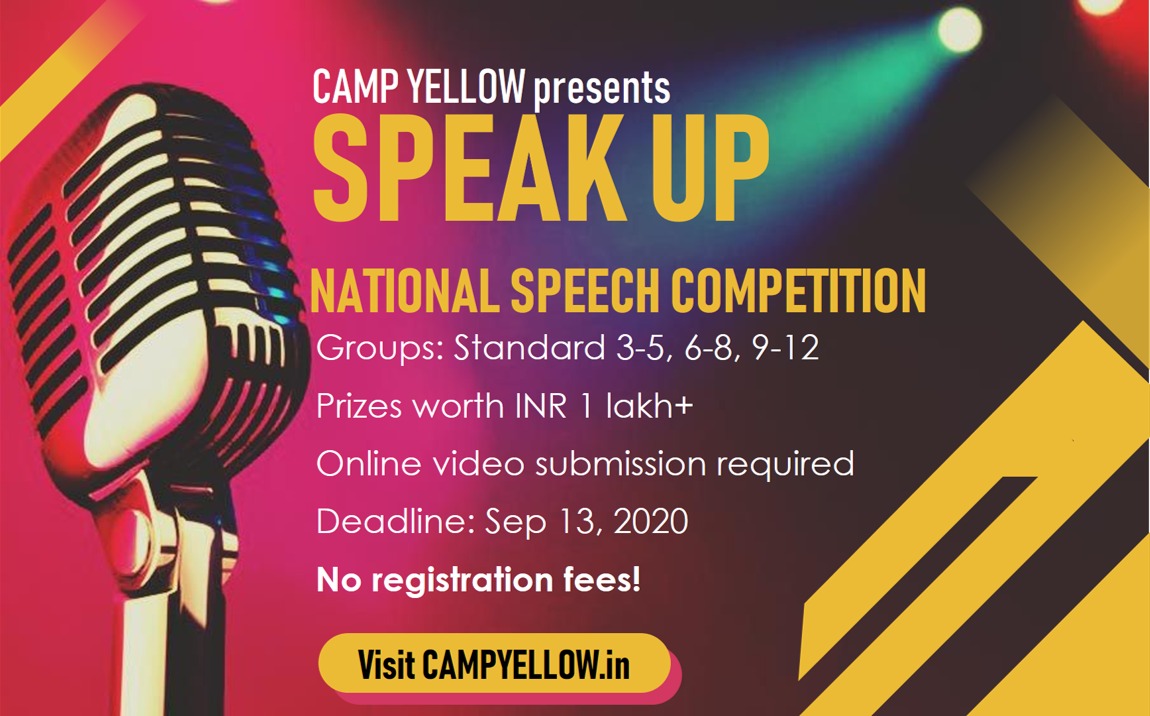 CAMP YELLOW presents
SPEAK UP
NATIONAL SPEECH COMPETITION
Groups: Standard 3-5, 6-8, 9-12
Prizes worth INR 1 lakh+
Online video submission required
Deadline: Sep 13, 2020
No registration fees!
Visit CAMPYELLOW.in